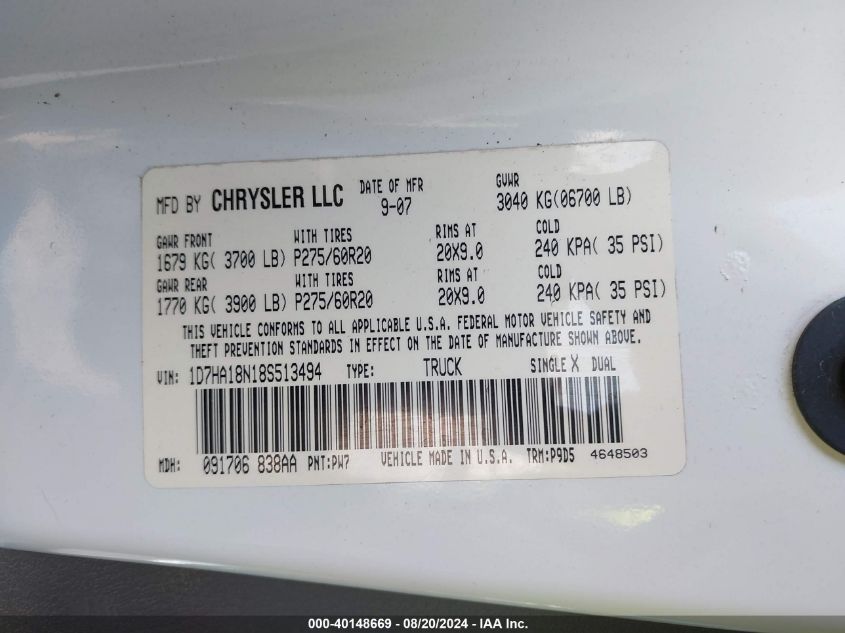 MFD BY CHRYSLER LLC DATE OF MFR 9-07 GVWR 3040 KG(06700 LB)
GAWR FRONT WITH TIRES RIMS AT COLD
1679 KG( 3700 LB) P275/60R20 20X9.0 240 KPA( 35 PSI)
GAWR REAR WITH TIRES RIMS AT COLD
1770 KG( 3900 LB) P275/60R20 20X9.0 240 KPA( 35 PSI)
THIS VEHICLE CONFORMS TO ALL APPLICABLE U.S.A. FEDERAL MOTOR VEHICLE SAFETY AND
THEFT PREVENTION STANDARDS IN EFFECT ON THE DATE OF MANUFACTURE SHOWN ABOVE.
VIN: 1D7HA18N18S513494 TYPE: TRUCK SINGLE X DUAL
MDH: 091706 838AA PNT:PW7 VEHICLE MADE IN U.S.A. TRM:P9D5 4648503
000-40148669 - 08/20/2024 - IAA Inc.